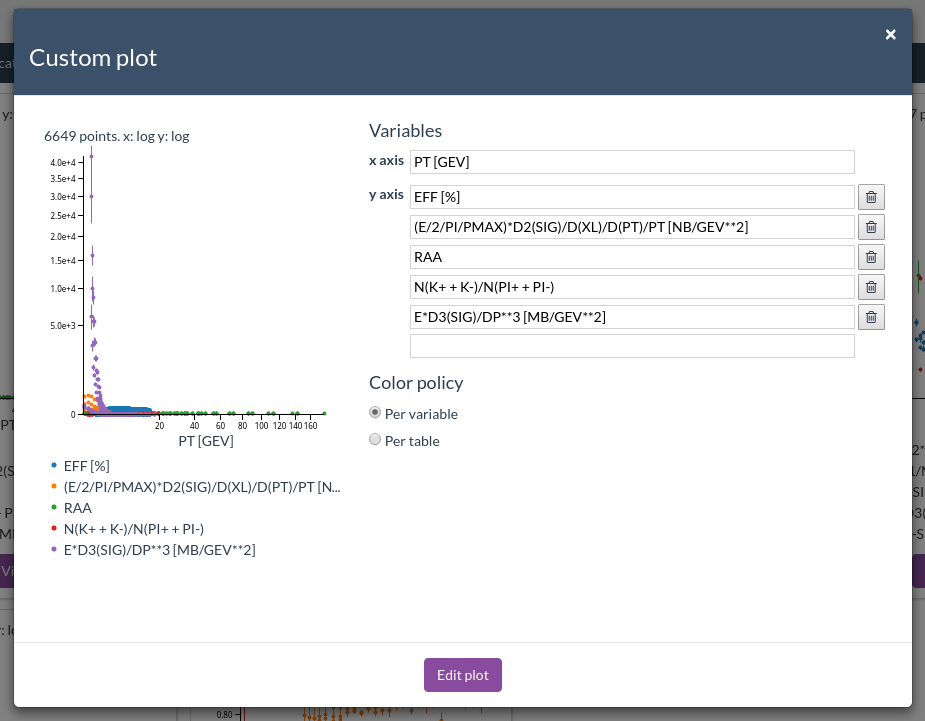 Custom plot
×
6649 points. x: log y: log
4.0e+4
3.5e+4
3.0e+4
2.5e+4
2.0e+4
1.5e+4
1.0e+4
5.0e+3
0
20 40 60 80 100 120 140 160
PT [GEV]
EFF [%]
(E/2/PI/PMAX)*D2(SIG)/D(XL)/D(PT)/PT [N...
RAA
N(K+ + K-)/N(PI+ + PI-)
E*D3(SIG)/DP**3 [MB/GEV**2]
Variables
x axis PT [GEV]
y axis EFF [%]
(E/2/PI/PMAX)*D2(SIG)/D(XL)/D(PT)/PT [NB/GEV**2]
RAA
N(K+ + K-)/N(PI+ + PI-)
E*D3(SIG)/DP**3 [MB/GEV**2]
Color policy
Per variable
Per table
Edit plot
0.80